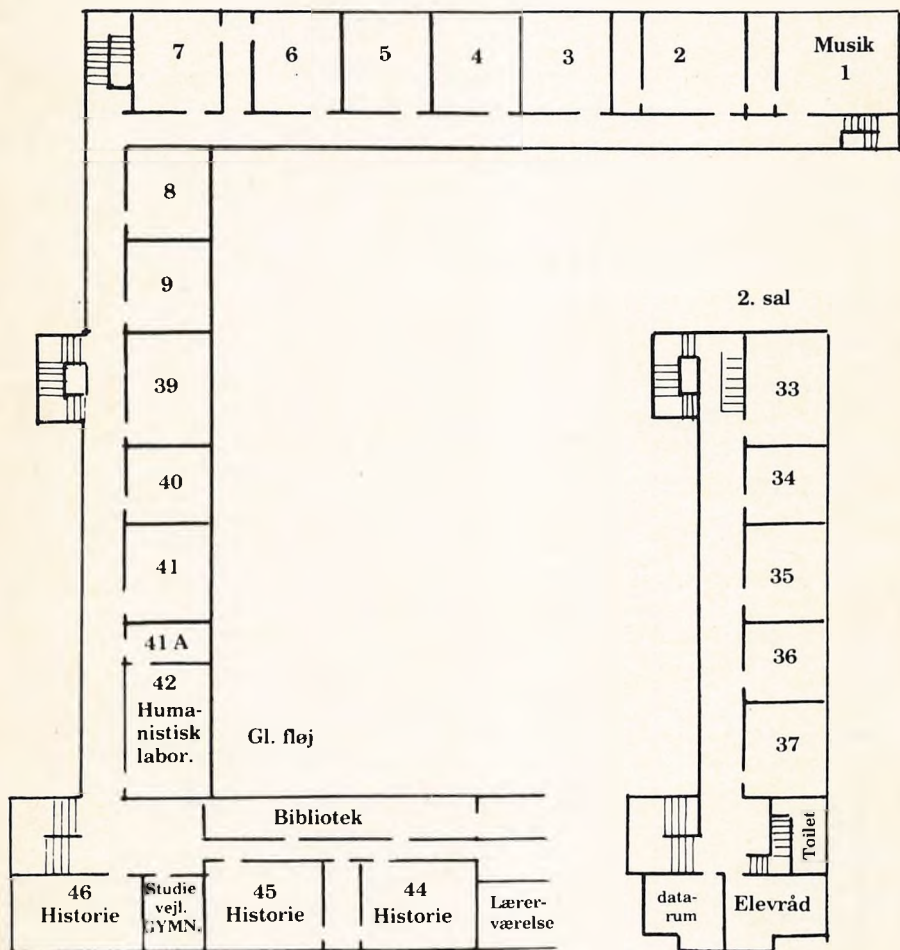 7
6
5
4
3
2
Musik
1
8
9
39
40
41
41 A
42
Huma-
nistisk
labor.
Gl. fløj
Bibliotek
46
Historie
Studie
vejl.
GYMN.
45
Historie
44
Historie
Lærer-
værelse
2. sal
33
34
35
36
37
Toilet
data-
rum
Elevråd